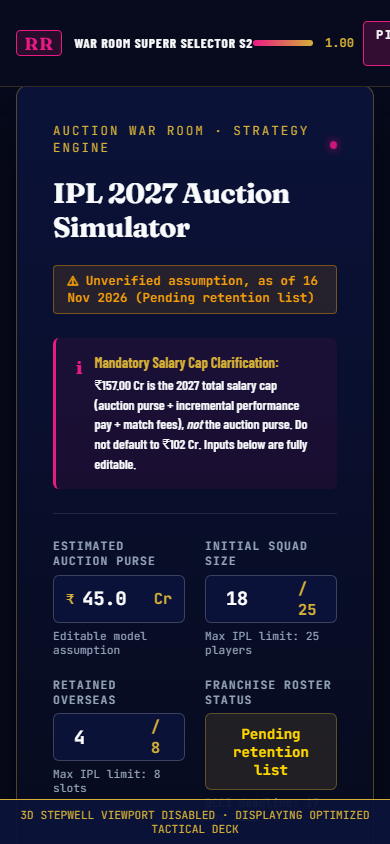 RR WAR ROOM SUPERR SELECTOR S2 1.00
AUCTION WAR ROOM · STRATEGY
ENGINE
IPL 2027 Auction
Simulator
⚠ Unverified assumption, as of 16
Nov 2026 (Pending retention list)
i Mandatory Salary Cap Clarification:
₹157.00 Cr is the 2027 total salary cap
(auction purse + incremental performance
pay + match fees), not the auction purse. Do
not default to ₹102 Cr. Inputs below are fully
editable.
ESTIMATED
AUCTION PURSE
₹ 45.0 Cr
Editable model
assumption
INITIAL SQUAD
SIZE
18 / 25
Max IPL limit: 25
players
RETAINED
OVERSEAS
4 / 8
Max IPL limit: 8
slots
FRANCHISE ROSTER
STATUS
Pending
retention
list
3D STEPWELL VIEWPORT DISABLED · DISPLAYING OPTIMIZED
TACTICAL DECK